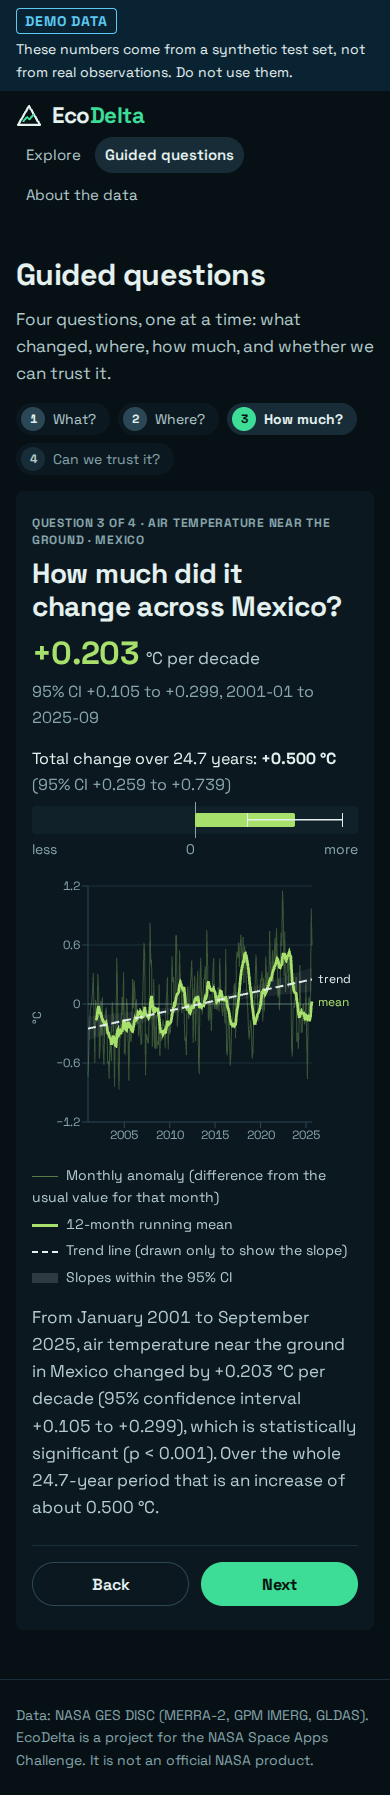 DEMO DATA
These numbers come from a synthetic test set, not
from real observations. Do not use them.
EcoDelta
Explore
Guided questions
About the data
Guided questions
Four questions, one at a time: what
changed, where, how much, and whether we
can trust it.
1 What?
2 Where?
3 How much?
4 Can we trust it?
QUESTION 3 OF 4 · AIR TEMPERATURE NEAR THE
GROUND · MEXICO
How much did it
change across Mexico?
+0.203 °C per decade
95% CI +0.105 to +0.299, 2001-01 to
2025-09
Total change over 24.7 years: +0.500 °C
(95% CI +0.259 to +0.739)
less 0 more
1.2
0.6
0
−0.6
−1.2
°C
trend
mean
2005 2010 2015 2020 2025
Monthly anomaly (difference from the
usual value for that month)
12-month running mean
Trend line (drawn only to show the slope)
Slopes within the 95% CI
From January 2001 to September
2025, air temperature near the ground
in Mexico changed by +0.203 °C per
decade (95% confidence interval
+0.105 to +0.299), which is statistically
significant (p < 0.001). Over the whole
24.7-year period that is an increase of
about 0.500 °C.
Back
Next
Data: NASA GES DISC (MERRA-2, GPM IMERG, GLDAS).
EcoDelta is a project for the NASA Space Apps
Challenge. It is not an official NASA product.